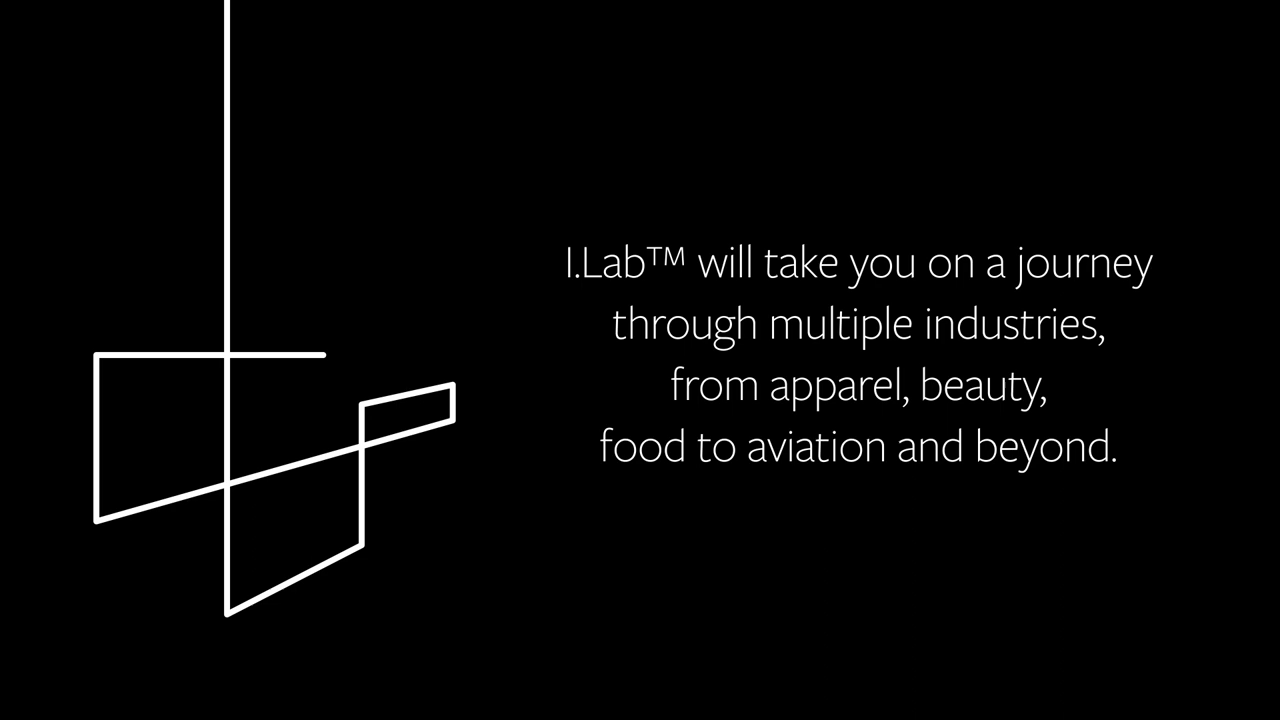 I.Lab™ will take you on a journey
through multiple industries,
from apparel, beauty,
food to aviation and beyond.